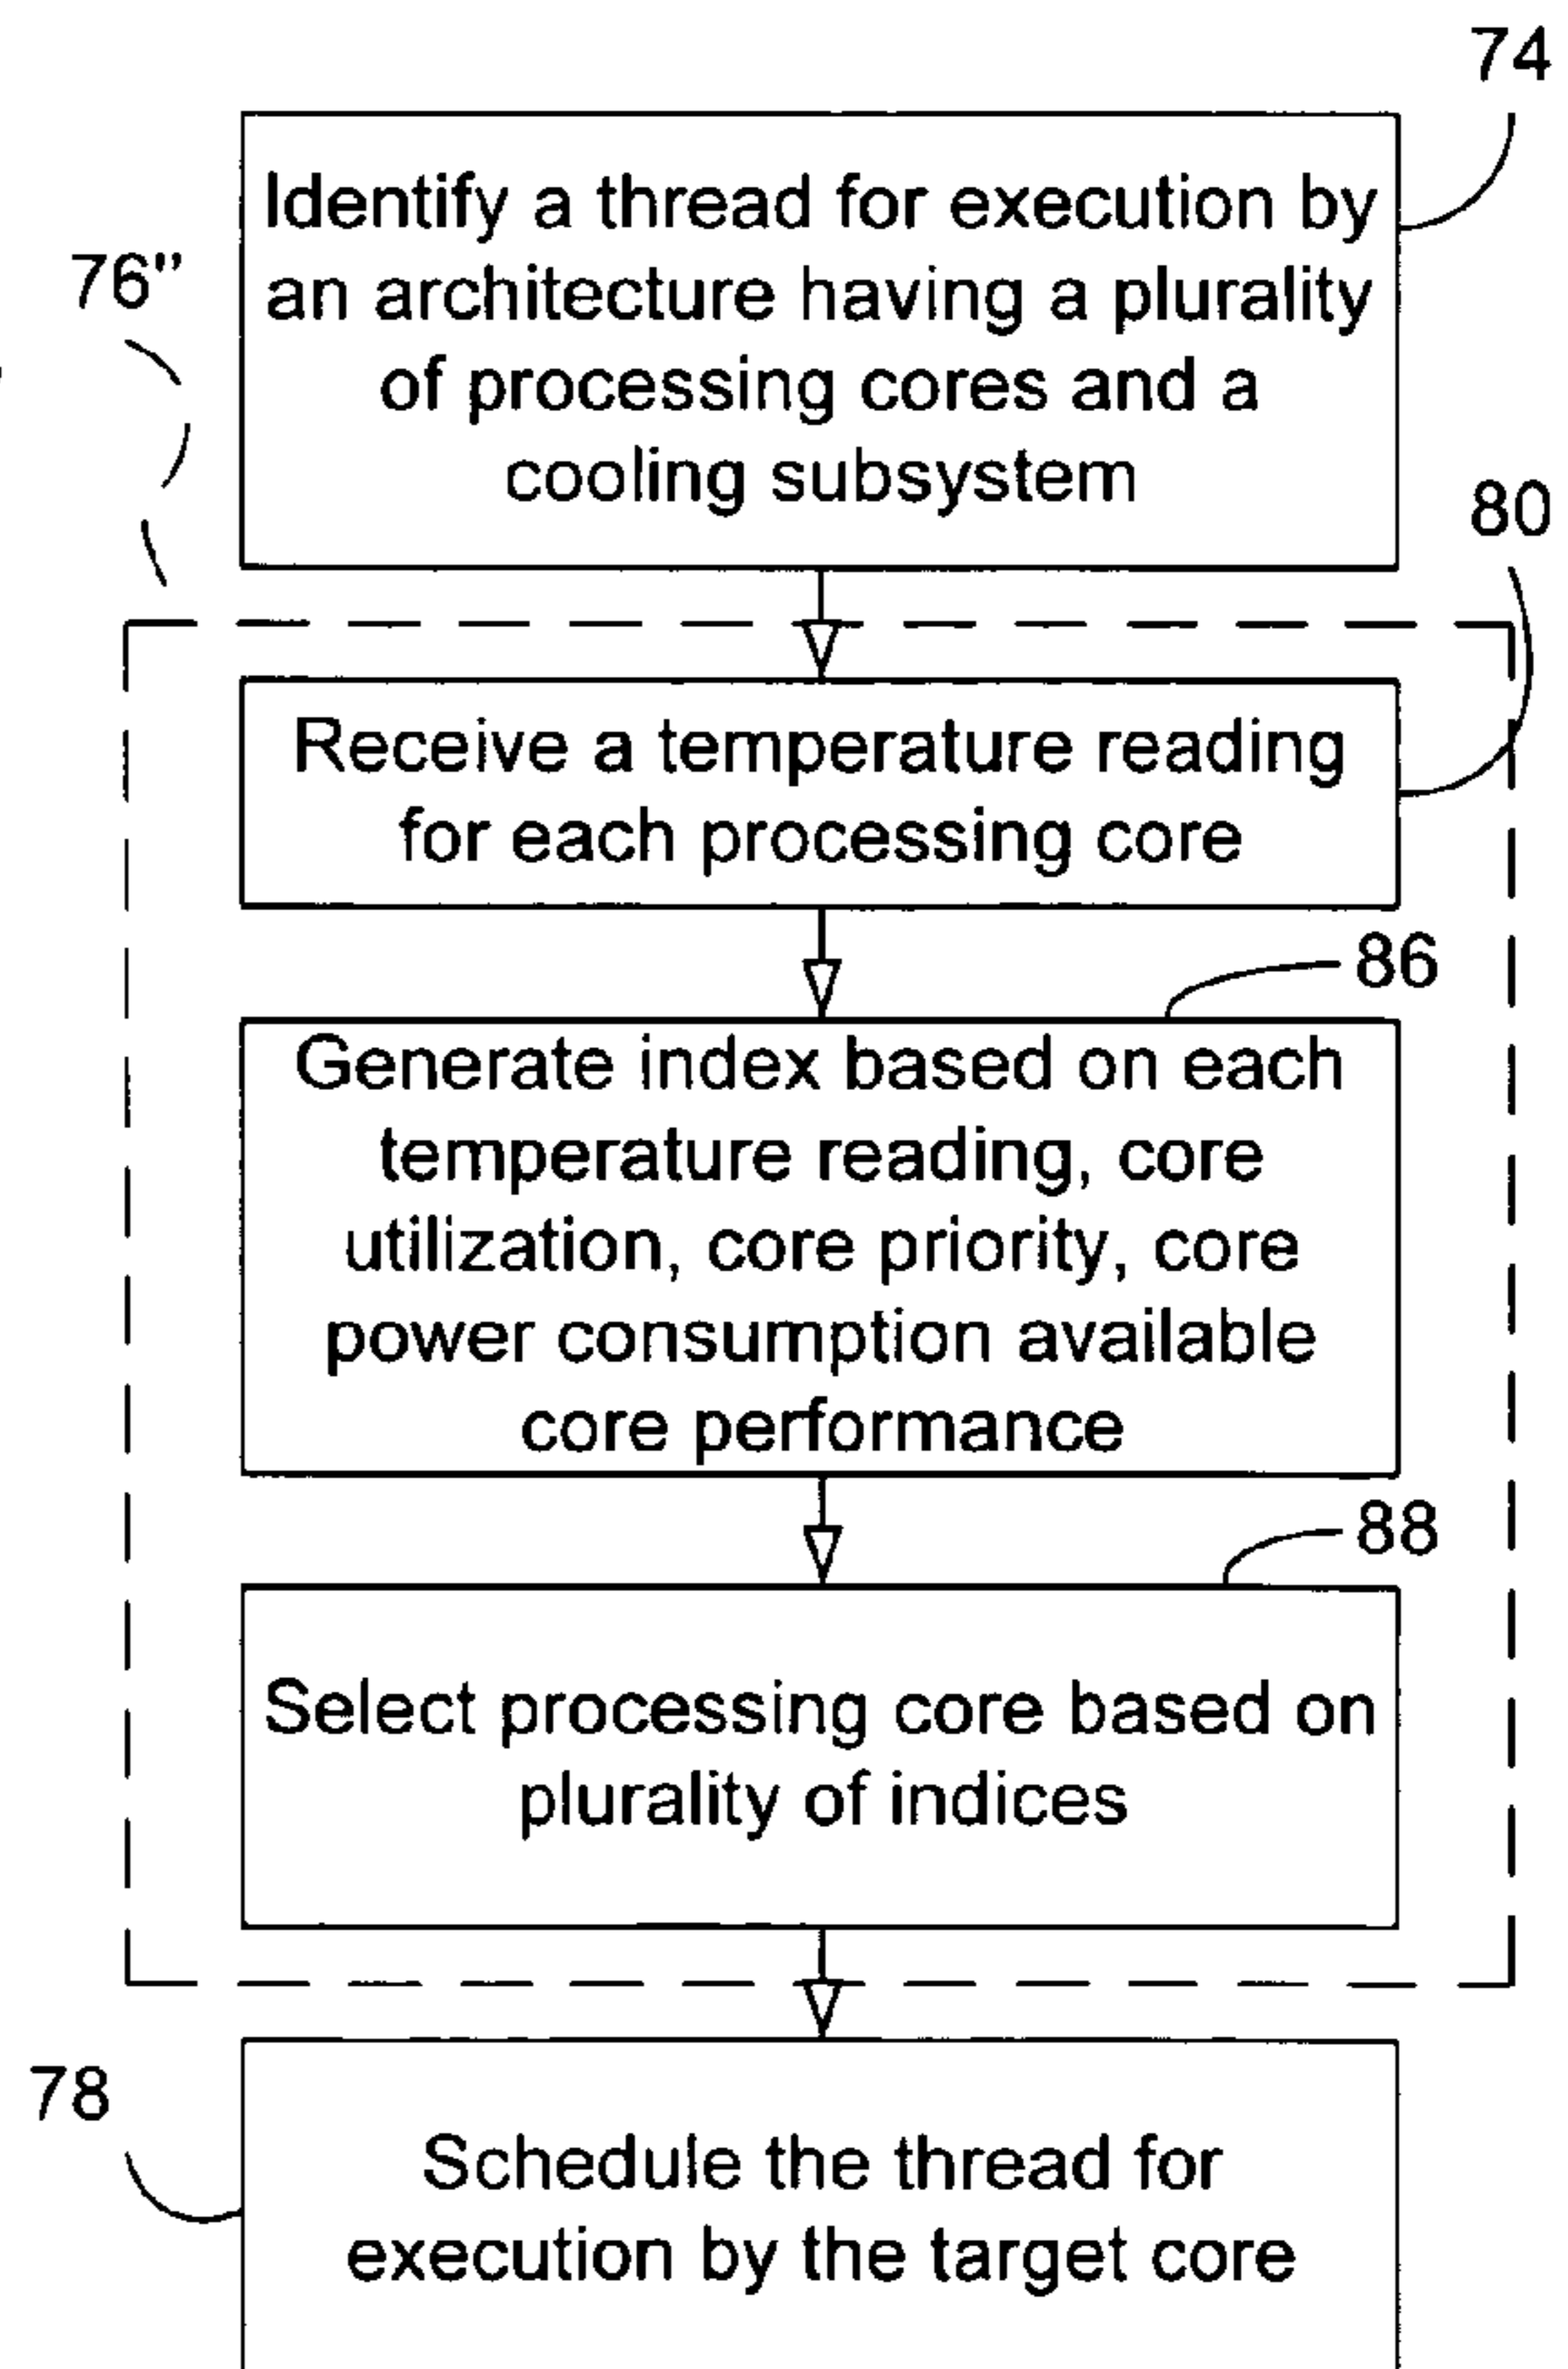 74
Identify a thread for execution by
an architecture having a plurality
of processing cores and a
cooling subsystem
76"
80
Receive a temperature reading
for each processing core
86
Generate index based on each
temperature reading, core
utilization, core priority, core
power consumption available
core performance
88
Select processing core based on
plurality of indices
78
Schedule the thread for
execution by the target core